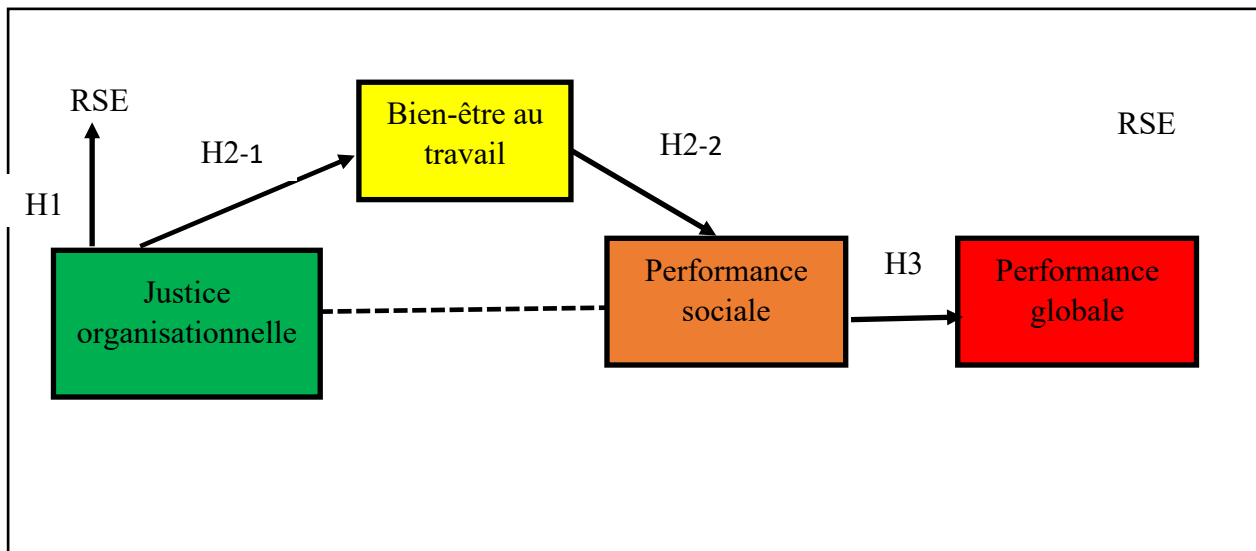 RSE
Bien-être au
travail
RSE
H2-1
H2-2
H1
Justice
organisationnelle
Performance
sociale
H3
Performance
globale